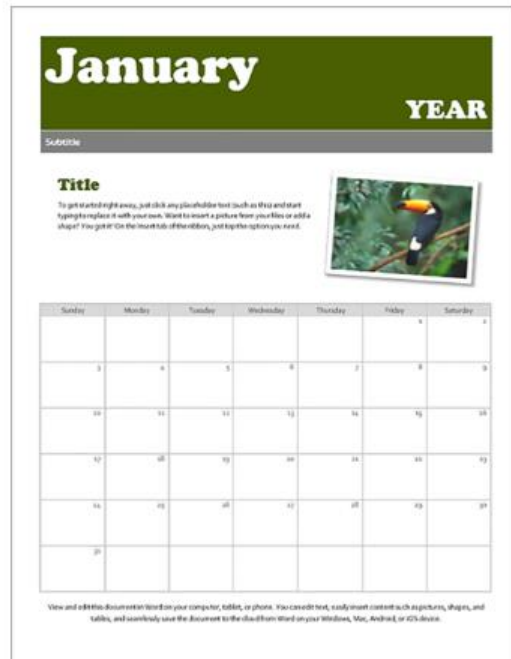 January
YEAR
Subtitle
Title
To get started right away, just click any placeholder text (such as this) and start
typing to replace it with your own. Want to insert a picture from your files or add a
shape? You got it! On the Insert tab of the ribbon, just tap the option you need.
Sunday Monday Tuesday Wednesday Thursday Friday Saturday
1 2
3 4 5 6 7 8 9
10 11 12 13 14 15 16
17 18 19 20 21 22 23
24 25 26 27 28 29 30
31
View and edit this document in Word on your computer, tablet, or phone. You can edit text, easily insert content such as pictures, shapes, and
tables, and seamlessly save the document to the cloud from Word on your Windows, Mac, Android, or iOS device.